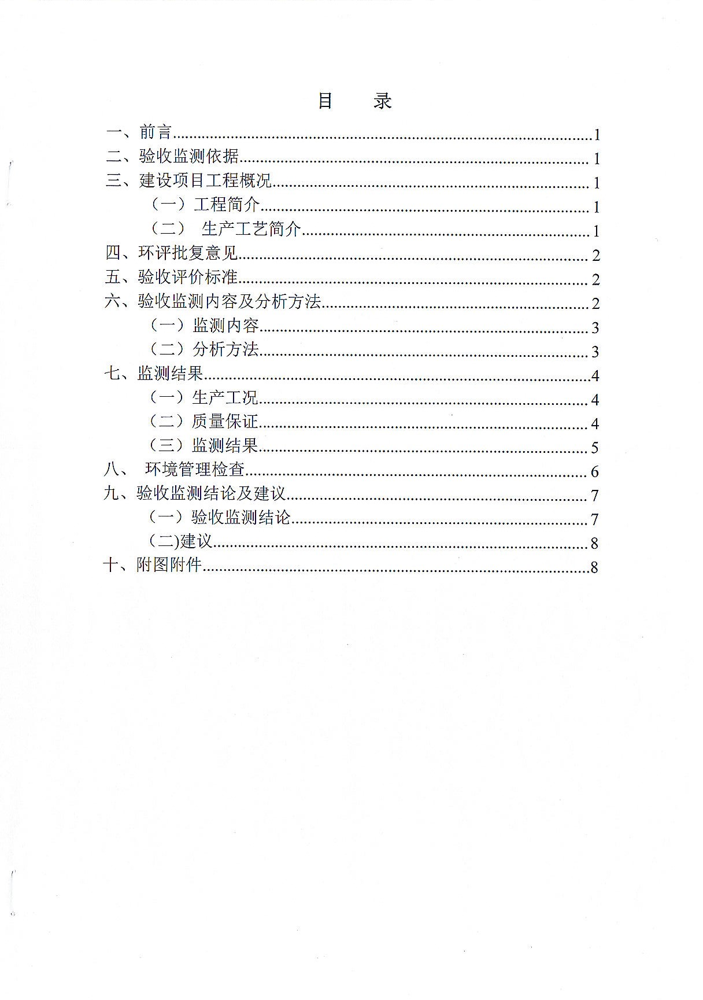 目 录
一、前言........................................................................................................1
二、验收监测依据...................................................................................... 1
三、建设项目工程概况.............................................................................. 1
（一）工程简介................................................................................. 1
（二） 生产工艺简介....................................................................... 1
四、环评批复意见...................................................................................... 2
五、验收评价标准...................................................................................... 2
六、验收监测内容及分析方法.................................................................. 2
（一）监测内容................................................................................. 3
（二）分析方法................................................................................. 3
七、监测结果...............................................................................................4
（一）生产工况................................................................................. 4
（二）质量保证................................................................................. 4
（三）监测结果................................................................................. 5
八、 环境管理检查.................................................................................... 6
九、验收监测结论及建议.......................................................................... 7
（一）验收监测结论......................................................................... 7
（二)建议............................................................................................ 8
十、附图附件...............................................................................................8